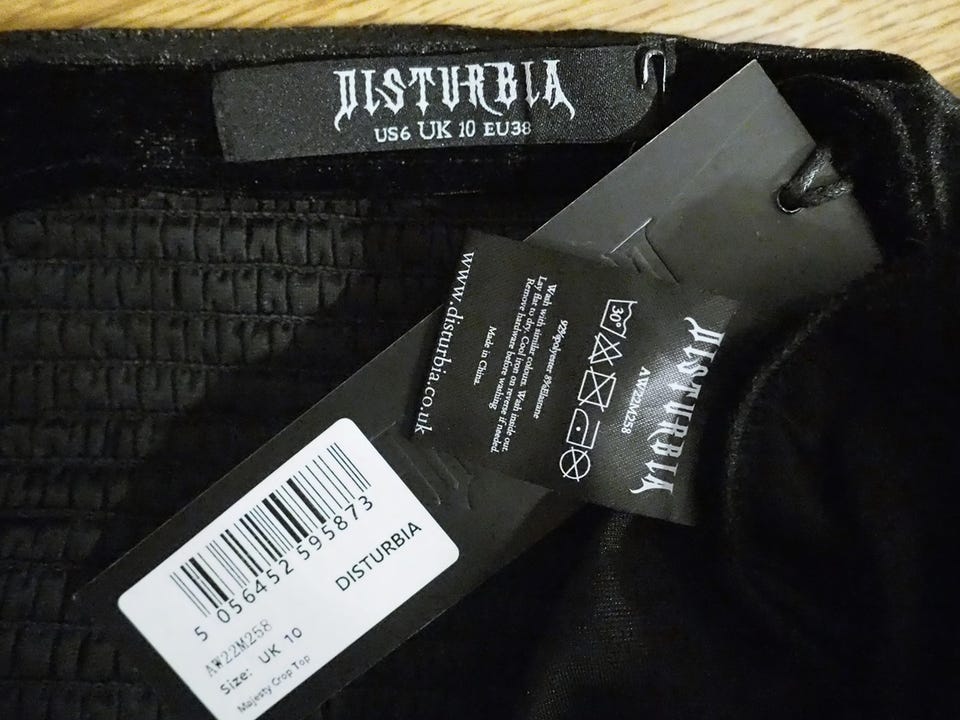 DISTURBIA
US6 UK 10 EU38
DISTURBIA
AW22M258
30°
92%polyester 8%Elastane
Wash with similar colours. Wash inside out.
Lay flat to dry. Cool iron on reverse if needed.
Remove hardware before washing
Made in China.
www.disturbia.co.uk
5 056452 595873
DISTURBIA
AW22M258
Size: UK 10
Majesty Crop Top